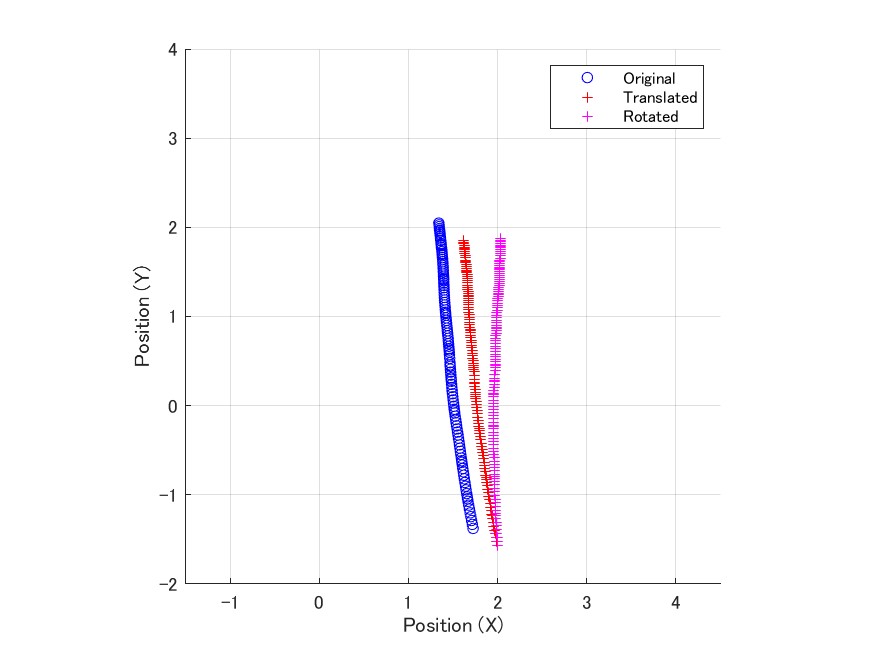 4
3
2
1
0
−1
−2
Position (Y)
Original
Translated
Rotated
−1
0
1
2
3
4
Position (X)